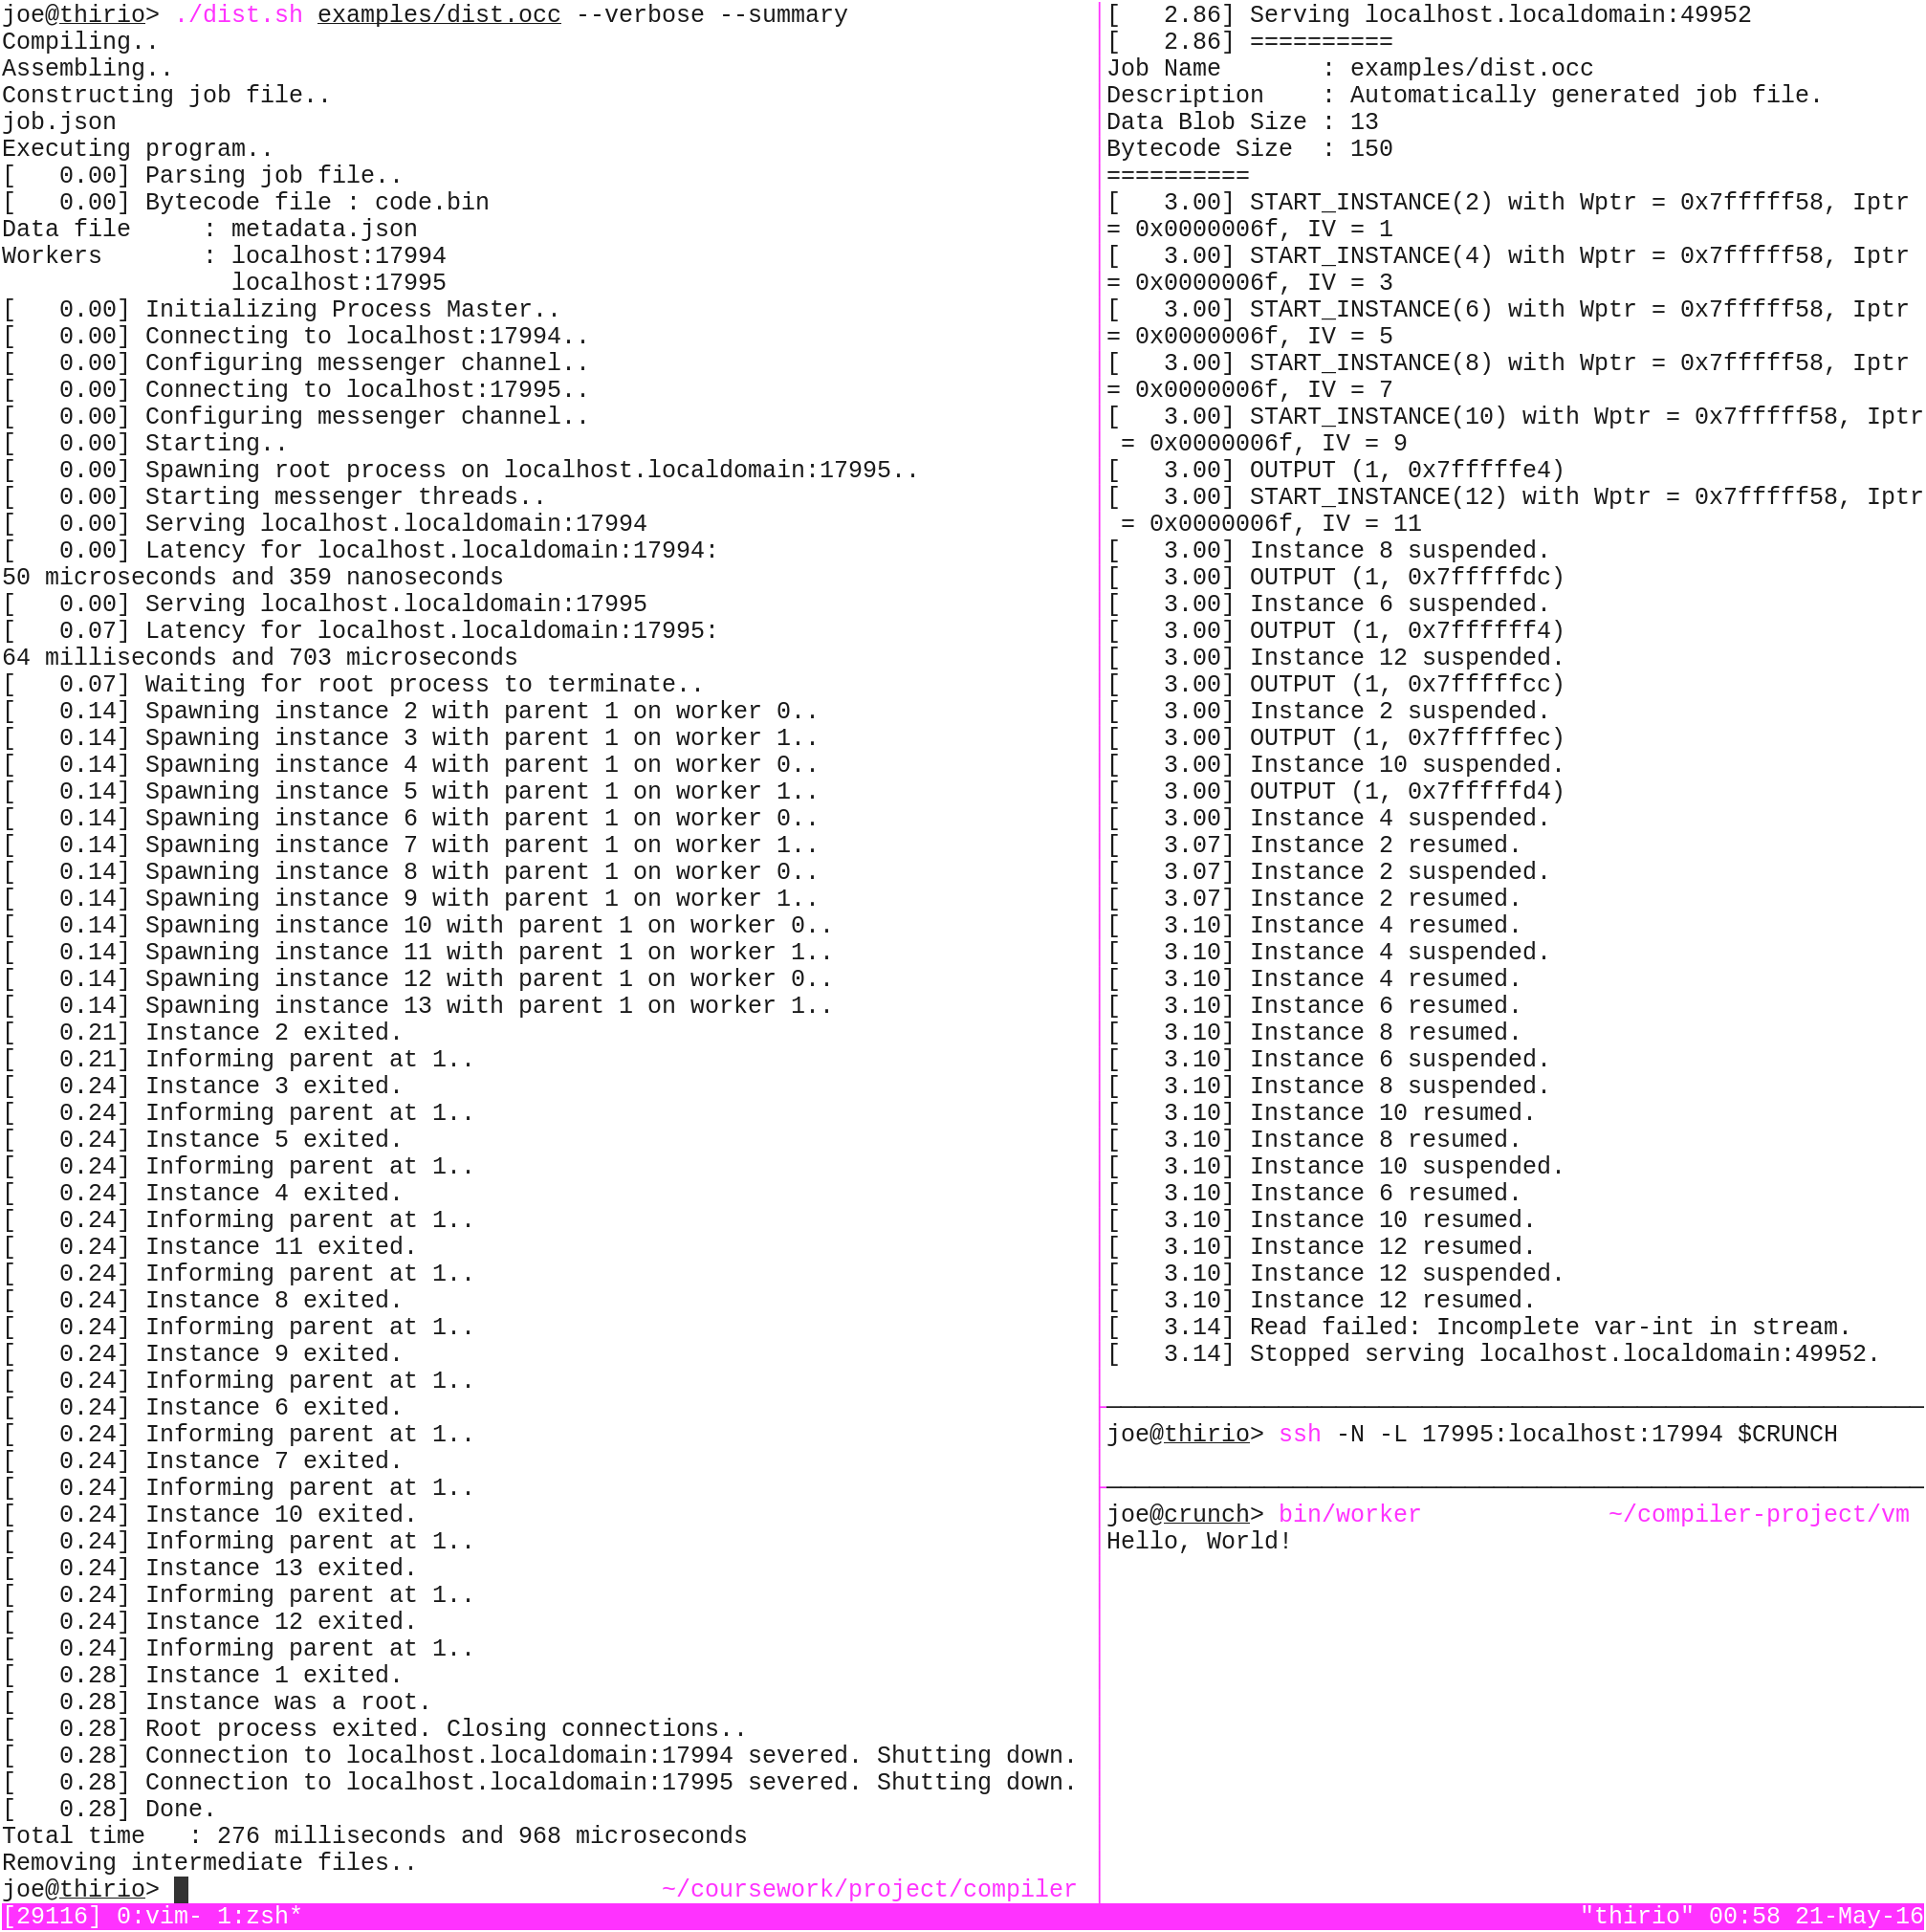 joe@thirio> ./dist.sh examples/dist.occ --verbose --summary
Compiling..
Assembling..
Constructing job file..
job.json
Executing program..
[   0.00] Parsing job file..
[   0.00] Bytecode file : code.bin
Data file     : metadata.json
Workers       : localhost:17994
                localhost:17995
[   0.00] Initializing Process Master..
[   0.00] Connecting to localhost:17994..
[   0.00] Configuring messenger channel..
[   0.00] Connecting to localhost:17995..
[   0.00] Configuring messenger channel..
[   0.00] Starting..
[   0.00] Spawning root process on localhost.localdomain:17995..
[   0.00] Starting messenger threads..
[   0.00] Serving localhost.localdomain:17994
[   0.00] Latency for localhost.localdomain:17994:
50 microseconds and 359 nanoseconds
[   0.00] Serving localhost.localdomain:17995
[   0.07] Latency for localhost.localdomain:17995:
64 milliseconds and 703 microseconds
[   0.07] Waiting for root process to terminate..
[   0.14] Spawning instance 2 with parent 1 on worker 0..
[   0.14] Spawning instance 3 with parent 1 on worker 1..
[   0.14] Spawning instance 4 with parent 1 on worker 0..
[   0.14] Spawning instance 5 with parent 1 on worker 1..
[   0.14] Spawning instance 6 with parent 1 on worker 0..
[   0.14] Spawning instance 7 with parent 1 on worker 1..
[   0.14] Spawning instance 8 with parent 1 on worker 0..
[   0.14] Spawning instance 9 with parent 1 on worker 1..
[   0.14] Spawning instance 10 with parent 1 on worker 0..
[   0.14] Spawning instance 11 with parent 1 on worker 1..
[   0.14] Spawning instance 12 with parent 1 on worker 0..
[   0.14] Spawning instance 13 with parent 1 on worker 1..
[   0.21] Instance 2 exited.
[   0.21] Informing parent at 1..
[   0.24] Instance 3 exited.
[   0.24] Informing parent at 1..
[   0.24] Instance 5 exited.
[   0.24] Informing parent at 1..
[   0.24] Instance 4 exited.
[   0.24] Informing parent at 1..
[   0.24] Instance 11 exited.
[   0.24] Informing parent at 1..
[   0.24] Instance 8 exited.
[   0.24] Informing parent at 1..
[   0.24] Instance 9 exited.
[   0.24] Informing parent at 1..
[   0.24] Instance 6 exited.
[   0.24] Informing parent at 1..
[   0.24] Instance 7 exited.
[   0.24] Informing parent at 1..
[   0.24] Instance 10 exited.
[   0.24] Informing parent at 1..
[   0.24] Instance 13 exited.
[   0.24] Informing parent at 1..
[   0.24] Instance 12 exited.
[   0.24] Informing parent at 1..
[   0.28] Instance 1 exited.
[   0.28] Instance was a root.
[   0.28] Root process exited. Closing connections..
[   0.28] Connection to localhost.localdomain:17994 severed. Shutting down.
[   0.28] Connection to localhost.localdomain:17995 severed. Shutting down.
[   0.28] Done.
Total time   : 276 milliseconds and 968 microseconds
Removing intermediate files..
joe@thirio> ~/coursework/project/compiler
[   2.86] Serving localhost.localdomain:49952
[   2.86] ==========
Job Name       : examples/dist.occ
Description    : Automatically generated job file.
Data Blob Size : 13
Bytecode Size  : 150
==========
[   3.00] START_INSTANCE(2) with Wptr = 0x7fffff58, Iptr
= 0x0000006f, IV = 1
[   3.00] START_INSTANCE(4) with Wptr = 0x7fffff58, Iptr
= 0x0000006f, IV = 3
[   3.00] START_INSTANCE(6) with Wptr = 0x7fffff58, Iptr
= 0x0000006f, IV = 5
[   3.00] START_INSTANCE(8) with Wptr = 0x7fffff58, Iptr
= 0x0000006f, IV = 7
[   3.00] START_INSTANCE(10) with Wptr = 0x7fffff58, Iptr
 = 0x0000006f, IV = 9
[   3.00] OUTPUT (1, 0x7fffffe4)
[   3.00] START_INSTANCE(12) with Wptr = 0x7fffff58, Iptr
 = 0x0000006f, IV = 11
[   3.00] Instance 8 suspended.
[   3.00] OUTPUT (1, 0x7fffffdc)
[   3.00] Instance 6 suspended.
[   3.00] OUTPUT (1, 0x7ffffff4)
[   3.00] Instance 12 suspended.
[   3.00] OUTPUT (1, 0x7fffffcc)
[   3.00] Instance 2 suspended.
[   3.00] OUTPUT (1, 0x7fffffec)
[   3.00] Instance 10 suspended.
[   3.00] OUTPUT (1, 0x7fffffd4)
[   3.00] Instance 4 suspended.
[   3.07] Instance 2 resumed.
[   3.07] Instance 2 suspended.
[   3.07] Instance 2 resumed.
[   3.10] Instance 4 resumed.
[   3.10] Instance 4 suspended.
[   3.10] Instance 4 resumed.
[   3.10] Instance 6 resumed.
[   3.10] Instance 8 resumed.
[   3.10] Instance 6 suspended.
[   3.10] Instance 8 suspended.
[   3.10] Instance 10 resumed.
[   3.10] Instance 8 resumed.
[   3.10] Instance 10 suspended.
[   3.10] Instance 6 resumed.
[   3.10] Instance 10 resumed.
[   3.10] Instance 12 resumed.
[   3.10] Instance 12 suspended.
[   3.10] Instance 12 resumed.
[   3.14] Read failed: Incomplete var-int in stream.
[   3.14] Stopped serving localhost.localdomain:49952.
joe@thirio> ssh -N -L 17995:localhost:17994 $CRUNCH
joe@crunch> bin/worker ~/compiler-project/vm
Hello, World!
[29116] 0:vim- 1:zsh* "thirio" 00:58 21-May-16